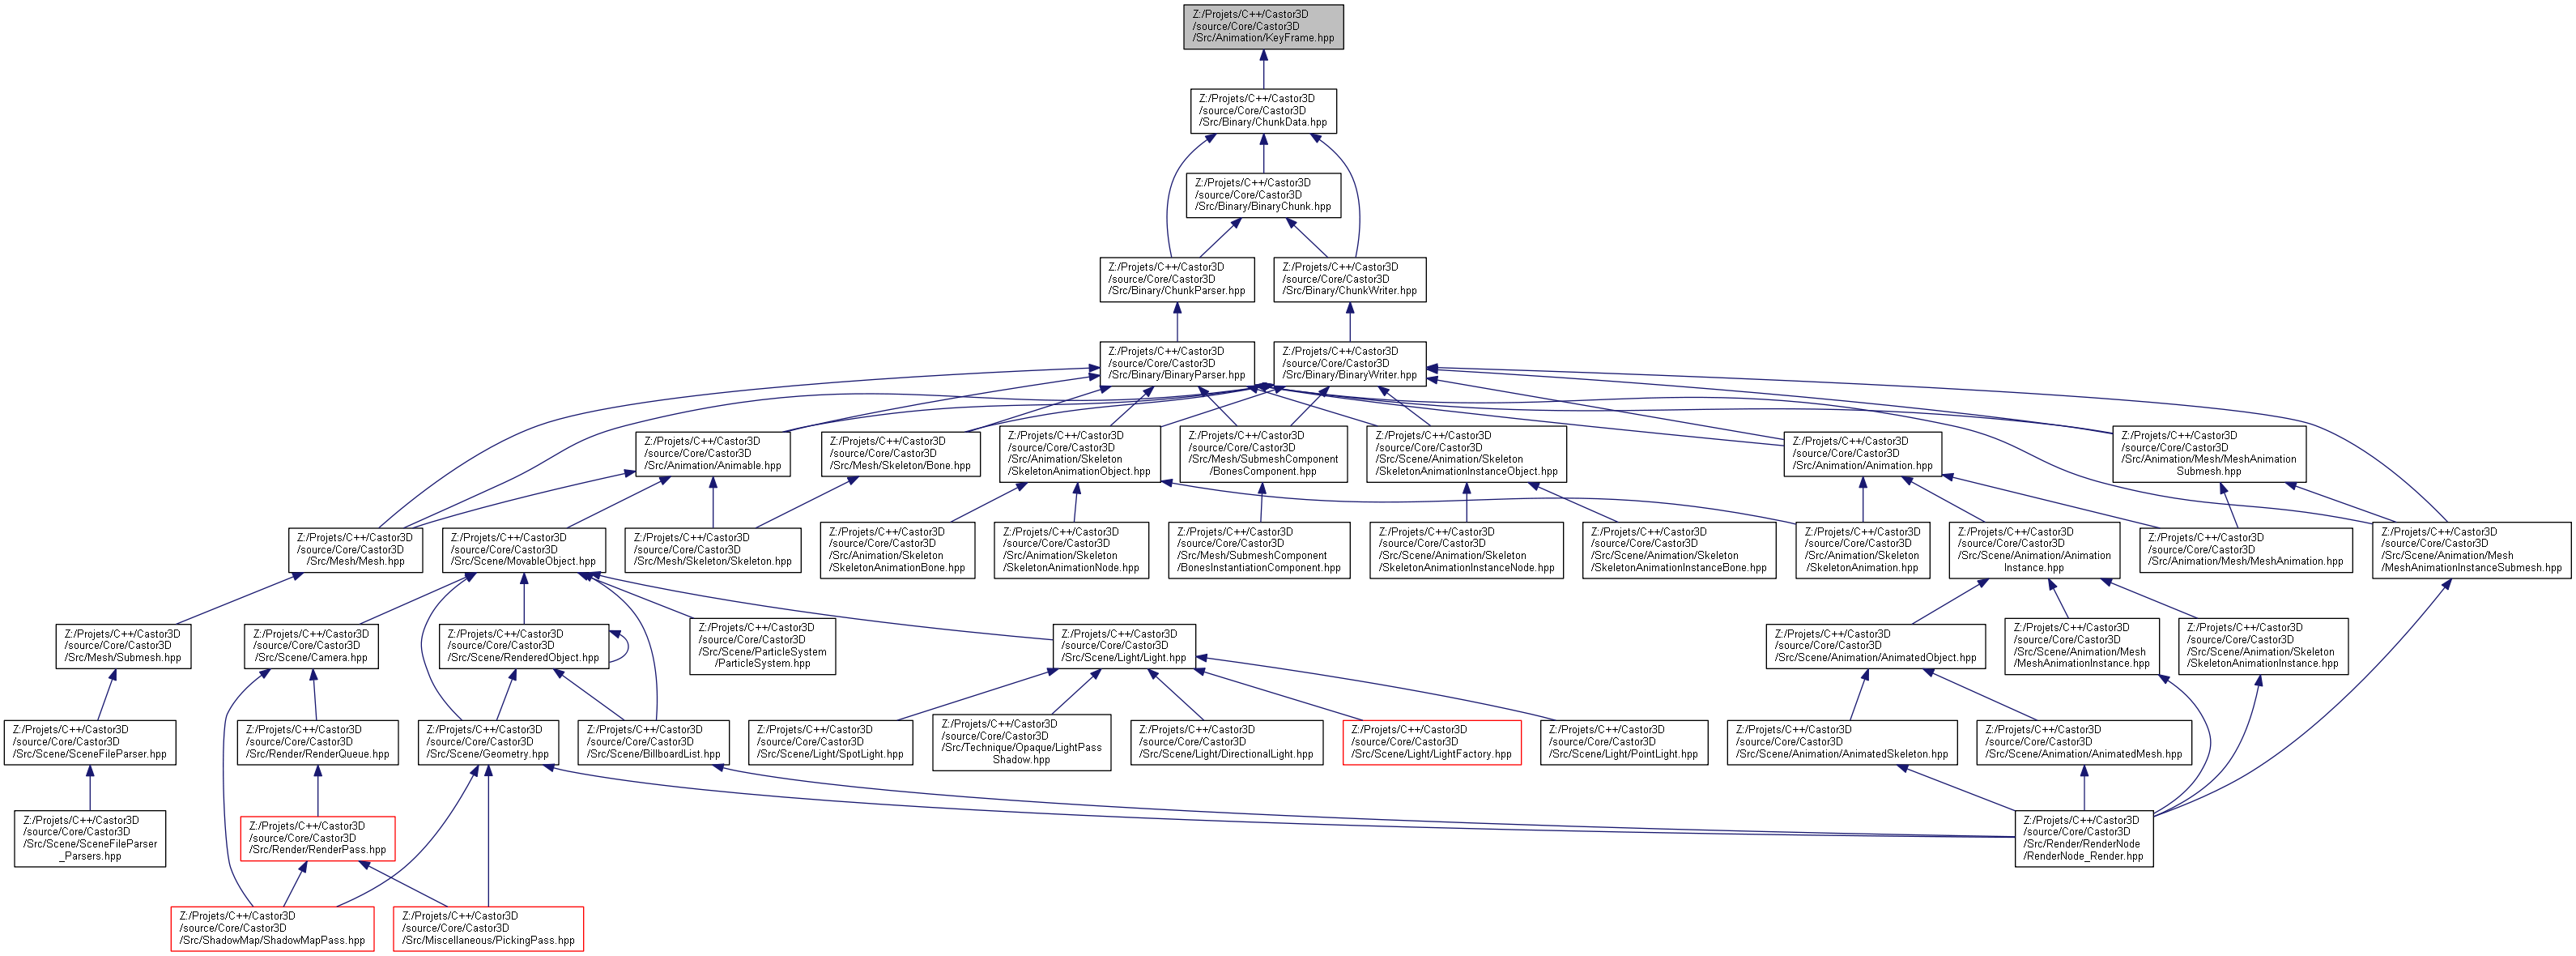 Z:/Projets/C++/Castor3D
/source/Core/Castor3D
/Src/Animation/KeyFrame.hpp
Z:/Projets/C++/Castor3D
/source/Core/Castor3D
/Src/Binary/ChunkData.hpp
Z:/Projets/C++/Castor3D
/source/Core/Castor3D
/Src/Binary/BinaryChunk.hpp
Z:/Projets/C++/Castor3D
/source/Core/Castor3D
/Src/Binary/ChunkParser.hpp
Z:/Projets/C++/Castor3D
/source/Core/Castor3D
/Src/Binary/ChunkWriter.hpp
Z:/Projets/C++/Castor3D
/source/Core/Castor3D
/Src/Binary/BinaryParser.hpp
Z:/Projets/C++/Castor3D
/source/Core/Castor3D
/Src/Binary/BinaryWriter.hpp
Z:/Projets/C++/Castor3D
/source/Core/Castor3D
/Src/Animation/Animable.hpp
Z:/Projets/C++/Castor3D
/source/Core/Castor3D
/Src/Mesh/Skeleton/Bone.hpp
Z:/Projets/C++/Castor3D
/source/Core/Castor3D
/Src/Animation/Skeleton
/SkeletonAnimationObject.hpp
Z:/Projets/C++/Castor3D
/source/Core/Castor3D
/Src/Mesh/SubmeshComponent
/BonesComponent.hpp
Z:/Projets/C++/Castor3D
/source/Core/Castor3D
/Src/Scene/Animation/Skeleton
/SkeletonAnimationInstanceObject.hpp
Z:/Projets/C++/Castor3D
/source/Core/Castor3D
/Src/Animation/Animation.hpp
Z:/Projets/C++/Castor3D
/source/Core/Castor3D
/Src/Animation/Mesh/MeshAnimation
Submesh.hpp
Z:/Projets/C++/Castor3D
/source/Core/Castor3D
/Src/Mesh/Mesh.hpp
Z:/Projets/C++/Castor3D
/source/Core/Castor3D
/Src/Scene/MovableObject.hpp
Z:/Projets/C++/Castor3D
/source/Core/Castor3D
/Src/Mesh/Skeleton/Skeleton.hpp
Z:/Projets/C++/Castor3D
/source/Core/Castor3D
/Src/Animation/Skeleton
/SkeletonAnimationBone.hpp
Z:/Projets/C++/Castor3D
/source/Core/Castor3D
/Src/Animation/Skeleton
/SkeletonAnimationNode.hpp
Z:/Projets/C++/Castor3D
/source/Core/Castor3D
/Src/Mesh/SubmeshComponent
/BonesInstantiationComponent.hpp
Z:/Projets/C++/Castor3D
/source/Core/Castor3D
/Src/Scene/Animation/Skeleton
/SkeletonAnimationInstanceNode.hpp
Z:/Projets/C++/Castor3D
/source/Core/Castor3D
/Src/Scene/Animation/Skeleton
/SkeletonAnimationInstanceBone.hpp
Z:/Projets/C++/Castor3D
/source/Core/Castor3D
/Src/Animation/Skeleton
/SkeletonAnimation.hpp
Z:/Projets/C++/Castor3D
/source/Core/Castor3D
/Src/Scene/Animation/Animation
Instance.hpp
Z:/Projets/C++/Castor3D
/source/Core/Castor3D
/Src/Animation/Mesh/MeshAnimation.hpp
Z:/Projets/C++/Castor3D
/source/Core/Castor3D
/Src/Scene/Animation/Mesh
/MeshAnimationInstanceSubmesh.hpp
Z:/Projets/C++/Castor3D
/source/Core/Castor3D
/Src/Mesh/Submesh.hpp
Z:/Projets/C++/Castor3D
/source/Core/Castor3D
/Src/Scene/Camera.hpp
Z:/Projets/C++/Castor3D
/source/Core/Castor3D
/Src/Scene/RenderedObject.hpp
Z:/Projets/C++/Castor3D
/source/Core/Castor3D
/Src/Scene/ParticleSystem
/ParticleSystem.hpp
Z:/Projets/C++/Castor3D
/source/Core/Castor3D
/Src/Scene/Light/Light.hpp
Z:/Projets/C++/Castor3D
/source/Core/Castor3D
/Src/Scene/Animation/AnimatedObject.hpp
Z:/Projets/C++/Castor3D
/source/Core/Castor3D
/Src/Scene/Animation/Mesh
/MeshAnimationInstance.hpp
Z:/Projets/C++/Castor3D
/source/Core/Castor3D
/Src/Scene/Animation/Skeleton
/SkeletonAnimationInstance.hpp
Z:/Projets/C++/Castor3D
/source/Core/Castor3D
/Src/Scene/SceneFileParser.hpp
Z:/Projets/C++/Castor3D
/source/Core/Castor3D
/Src/Render/RenderQueue.hpp
Z:/Projets/C++/Castor3D
/source/Core/Castor3D
/Src/Scene/Geometry.hpp
Z:/Projets/C++/Castor3D
/source/Core/Castor3D
/Src/Scene/BillboardList.hpp
Z:/Projets/C++/Castor3D
/source/Core/Castor3D
/Src/Scene/Light/SpotLight.hpp
Z:/Projets/C++/Castor3D
/source/Core/Castor3D
/Src/Technique/Opaque/LightPass
Shadow.hpp
Z:/Projets/C++/Castor3D
/source/Core/Castor3D
/Src/Scene/Light/DirectionalLight.hpp
Z:/Projets/C++/Castor3D
/source/Core/Castor3D
/Src/Scene/Light/LightFactory.hpp
Z:/Projets/C++/Castor3D
/source/Core/Castor3D
/Src/Scene/Light/PointLight.hpp
Z:/Projets/C++/Castor3D
/source/Core/Castor3D
/Src/Scene/Animation/AnimatedSkeleton.hpp
Z:/Projets/C++/Castor3D
/source/Core/Castor3D
/Src/Scene/Animation/AnimatedMesh.hpp
Z:/Projets/C++/Castor3D
/source/Core/Castor3D
/Src/Scene/SceneFileParser
_Parsers.hpp
Z:/Projets/C++/Castor3D
/source/Core/Castor3D
/Src/Render/RenderPass.hpp
Z:/Projets/C++/Castor3D
/source/Core/Castor3D
/Src/Render/RenderNode
/RenderNode_Render.hpp
Z:/Projets/C++/Castor3D
/source/Core/Castor3D
/Src/ShadowMap/ShadowMapPass.hpp
Z:/Projets/C++/Castor3D
/source/Core/Castor3D
/Src/Miscellaneous/PickingPass.hpp